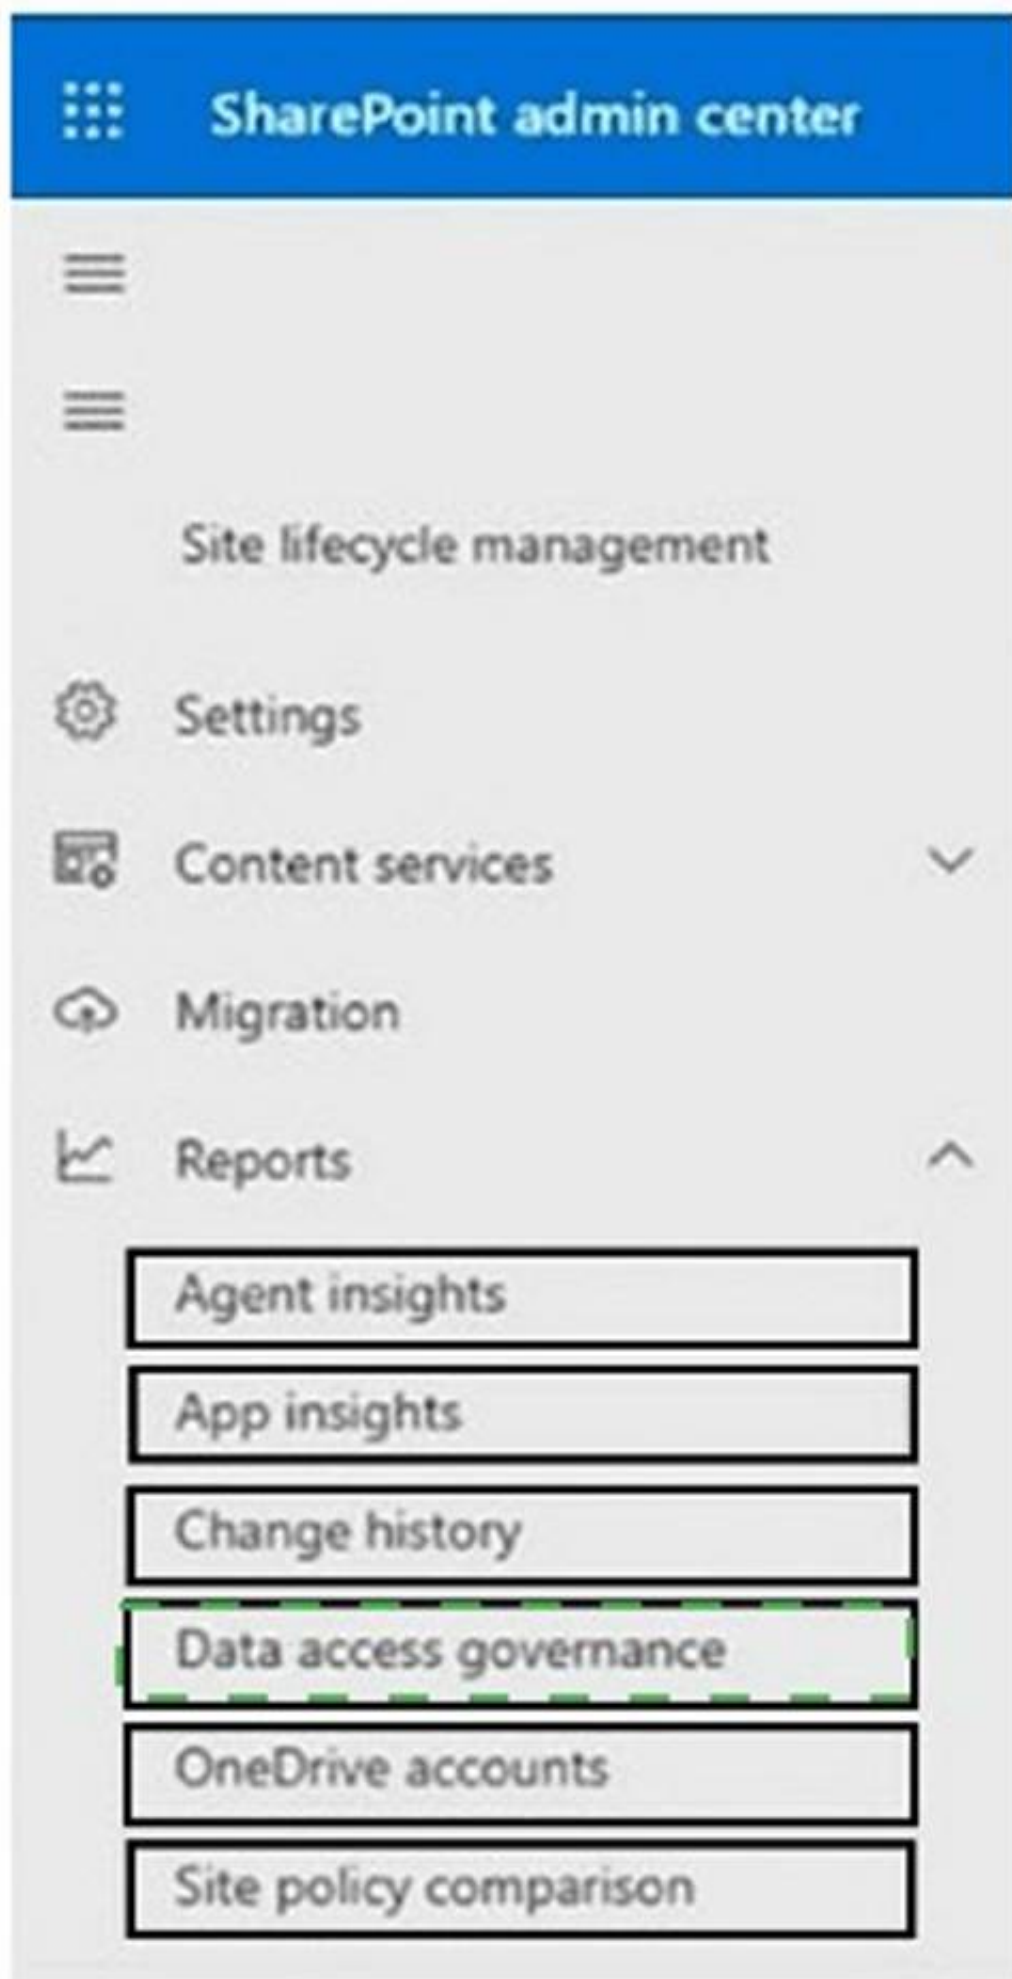 SharePoint admin center
Site lifecycle management
Settings
Content services
Migration
Reports
Agent insights
App insights
Change history
Data access governance
OneDrive accounts
Site policy comparison